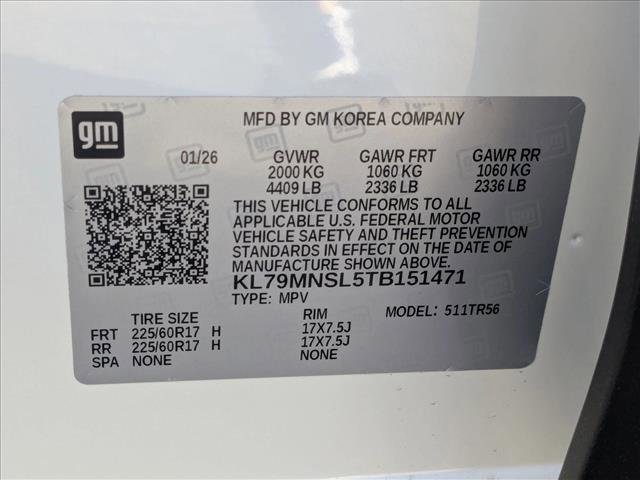 gm
MFD BY GM KOREA COMPANY
01/26 GVWR GAWR FRT GAWR RR
2000 KG 1060 KG 1060 KG
4409 LB 2336 LB 2336 LB
THIS VEHICLE CONFORMS TO ALL
APPLICABLE U.S. FEDERAL MOTOR
VEHICLE SAFETY AND THEFT PREVENTION
STANDARDS IN EFFECT ON THE DATE OF
MANUFACTURE SHOWN ABOVE.
KL79MNSL5TB151471
TYPE: MPV MODEL: 511TR56
TIRE SIZE RIM
FRT 225/60R17 H 17X7.5J
RR 225/60R17 H 17X7.5J
SPA NONE NONE